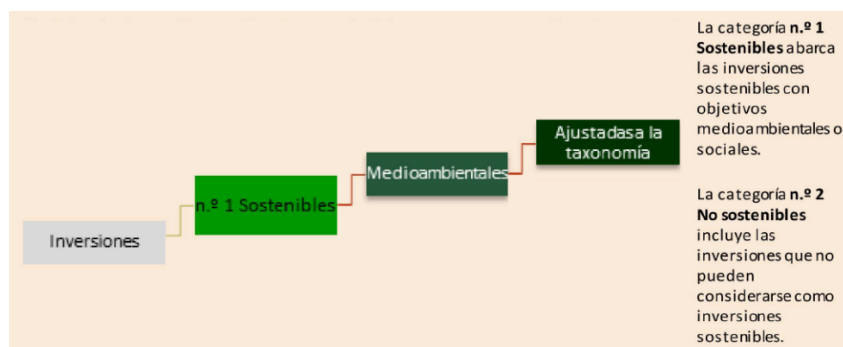 Inversiones
n.º 1 Sostenibles
Medioambientales
Ajustadasa la
taxonomía
La categoría n.º 1
Sostenibles abarca
las inversiones
sostenibles con
objetivos
medioambientales o
sociales.
La categoría n.º 2
No sostenibles
incluye las
inversiones que no
pueden
considerarse como
inversiones
sostenibles.